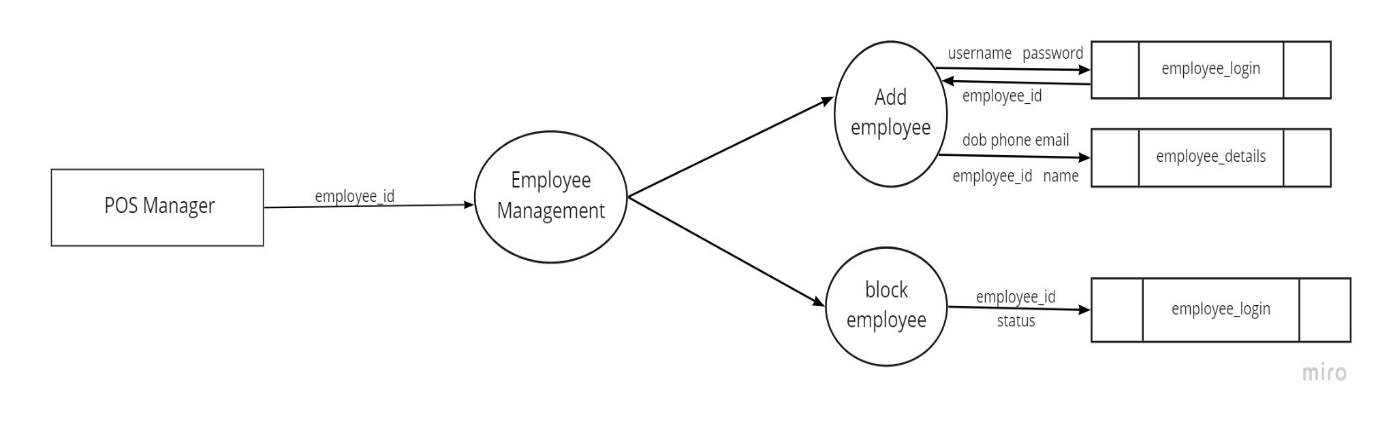 POS Manager
employee_id
Employee
Management
Add
employee
username password
employee_id
dob phone email
employee_id name
employee_login
employee_details
block
employee
employee_id
status
employee_login
miro